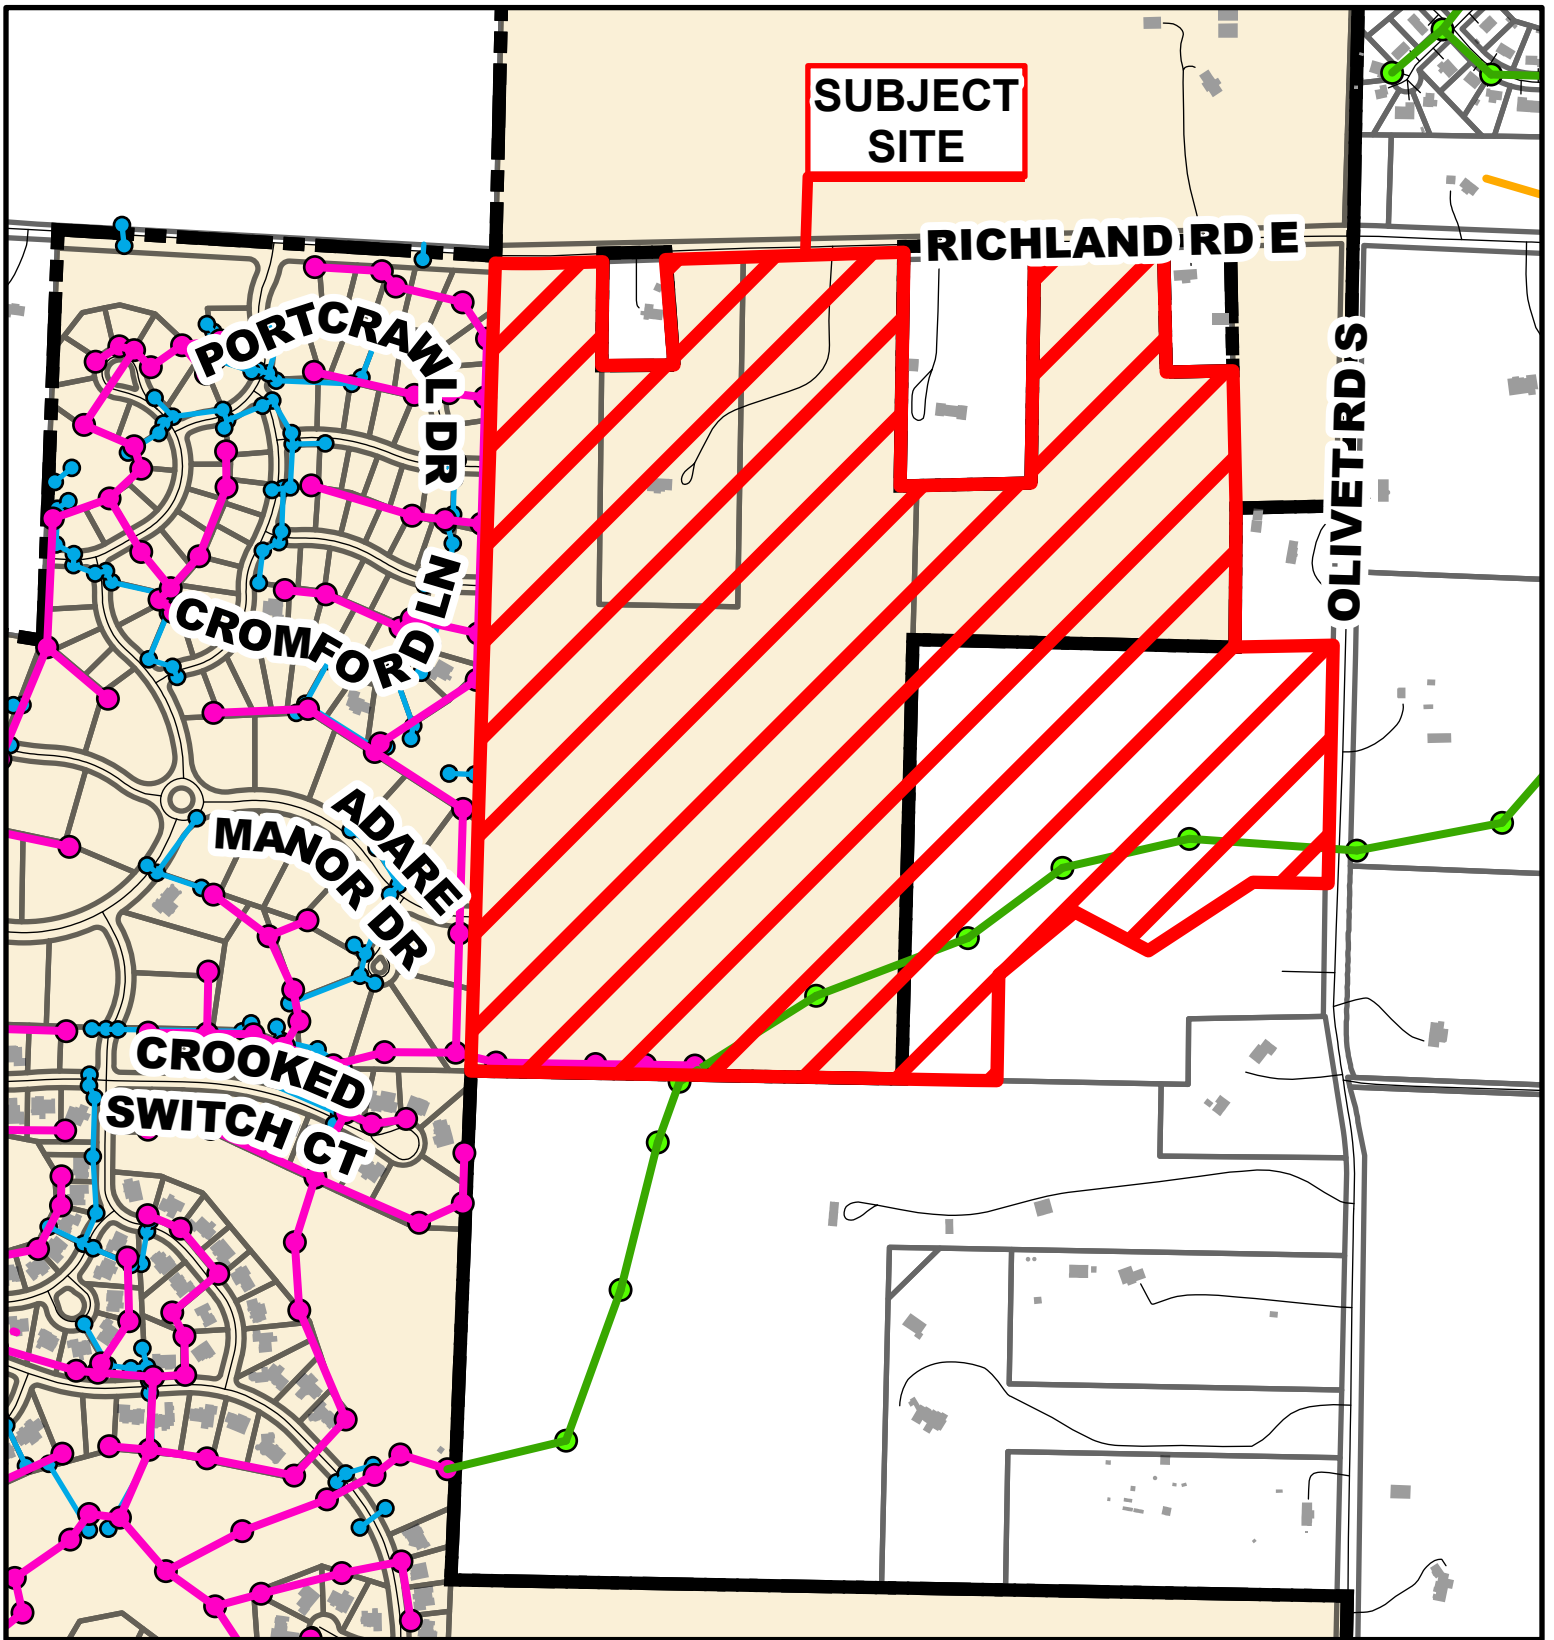 SUBJECT
SITE
RICHLAND RD E
PORTCRAWL DR
OLIVET RD S
CROMFORD LN
ADARE
MANOR DR
CROOKED
SWITCH CT